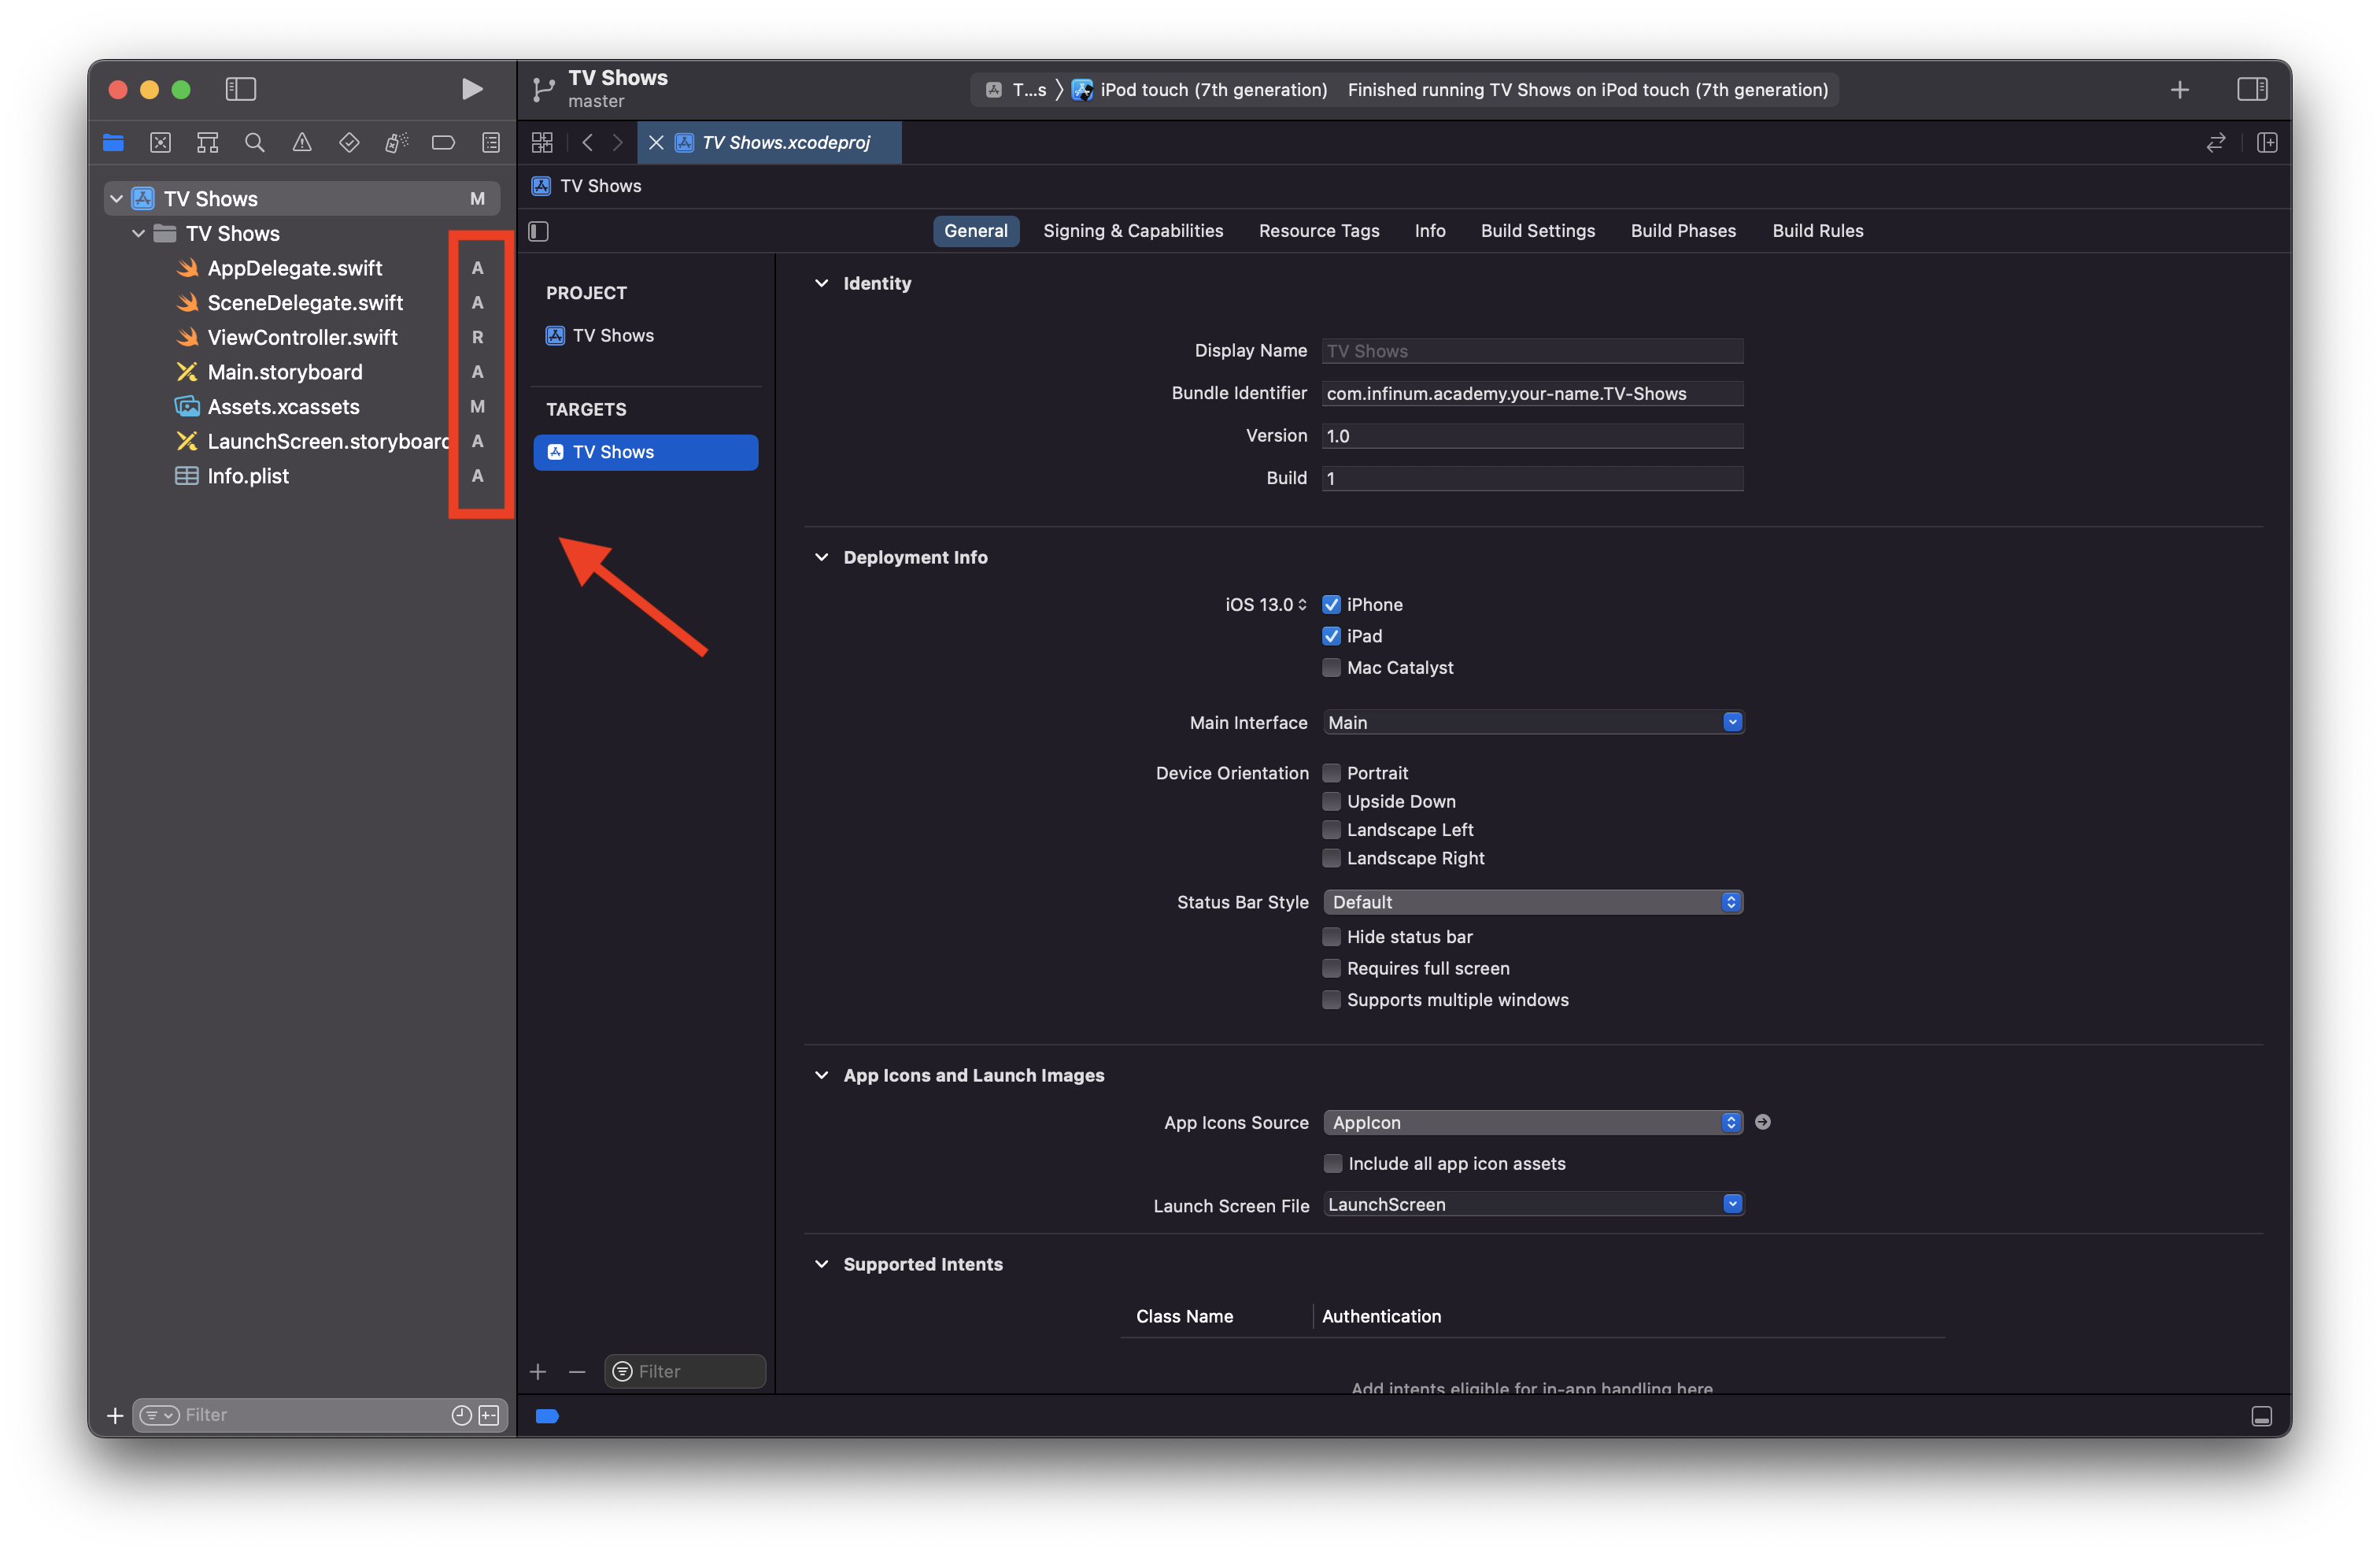 TV Shows
master
T...s
iPod touch (7th generation)
Finished running TV Shows on iPod touch (7th generation)
TV Shows.xcodeproj
TV Shows M
TV Shows
AppDelegate.swift A
SceneDelegate.swift A
ViewController.swift R
Main.storyboard A
Assets.xcassets M
LaunchScreen.storyboard A
Info.plist A
Filter
TV Shows
General Signing & Capabilities Resource Tags Info Build Settings Build Phases Build Rules
PROJECT
TV Shows
TARGETS
TV Shows
Filter
Identity
Display Name TV Shows
Bundle Identifier com.infinum.academy.your-name.TV-Shows
Version 1.0
Build 1
Deployment Info
iOS 13.0 iPhone
iPad
Mac Catalyst
Main Interface Main
Device Orientation Portrait
Upside Down
Landscape Left
Landscape Right
Status Bar Style Default
Hide status bar
Requires full screen
Supports multiple windows
App Icons and Launch Images
App Icons Source AppIcon
Include all app icon assets
Launch Screen File LaunchScreen
Supported Intents
Class Name Authentication
Add intents eligible for in-app handling here